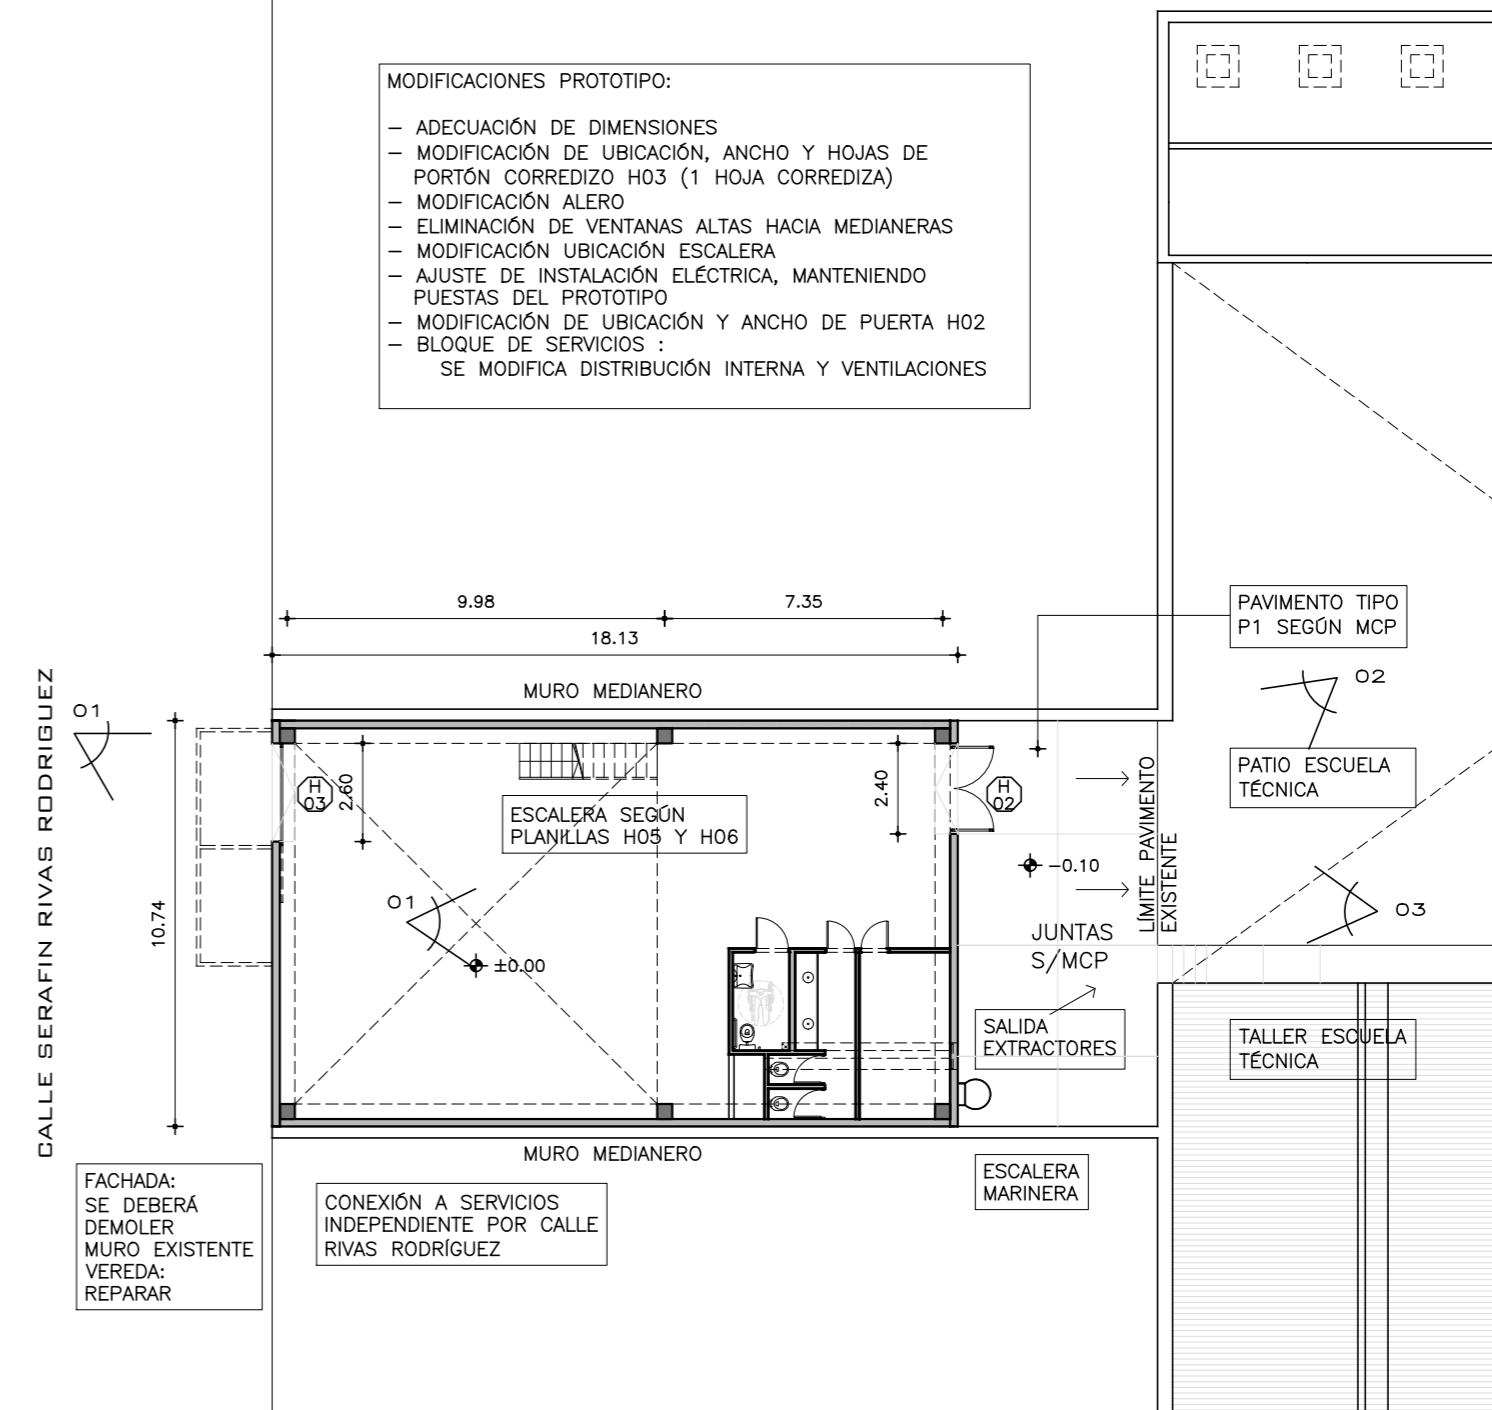 MODIFICACIONES PROTOTIPO:
– ADECUACIÓN DE DIMENSIONES
– MODIFICACIÓN DE UBICACIÓN, ANCHO Y HOJAS DE
PORTÓN CORREDIZO H03 (1 HOJA CORREDIZA)
– MODIFICACIÓN ALERO
– ELIMINACIÓN DE VENTANAS ALTAS HACIA MEDIANERAS
– MODIFICACIÓN UBICACIÓN ESCALERA
– AJUSTE DE INSTALACIÓN ELÉCTRICA, MANTENIENDO
PUESTAS DEL PROTOTIPO
– MODIFICACIÓN DE UBICACIÓN Y ANCHO DE PUERTA H02
– BLOQUE DE SERVICIOS :
SE MODIFICA DISTRIBUCIÓN INTERNA Y VENTILACIONES
9.98
7.35
18.13
PAVIMENTO TIPO
P1 SEGÚN MCP
MURO MEDIANERO
CALLE SERAFIN RIVAS RODRIGUEZ
01
02
H
03
2.60
2.40
H
02
ESCALERA SEGÚN
PLANILLAS H05 Y H06
PATIO ESCUELA
TÉCNICA
LÍMITE PAVIMENTO
EXISTENTE
–0.10
10.74
01
03
±0.00
JUNTAS
S/MCP
SALIDA
EXTRACTORES
TALLER ESCUELA
TÉCNICA
MURO MEDIANERO
ESCALERA
MARINERA
FACHADA:
SE DEBERÁ
DEMOLER
MURO EXISTENTE
VEREDA:
REPARAR
CONEXIÓN A SERVICIOS
INDEPENDIENTE POR CALLE
RIVAS RODRÍGUEZ